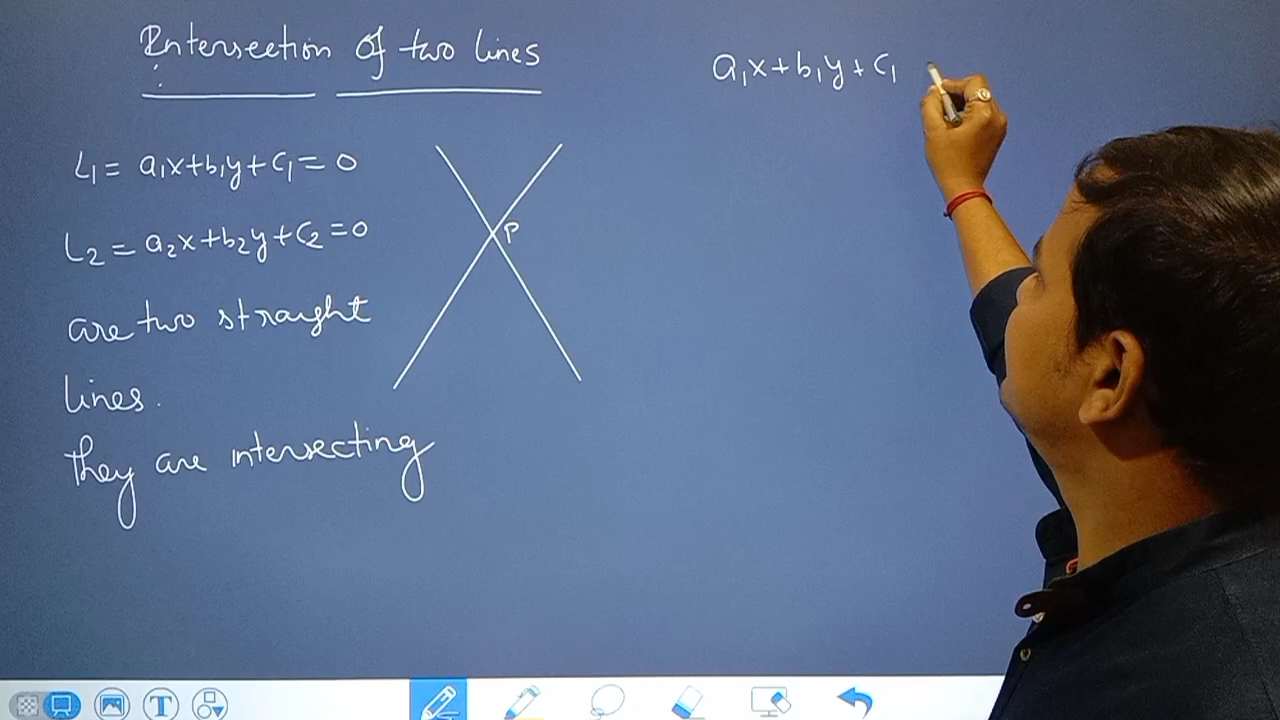 Intersection Of two lines
L₁ = a₁x+b₁y+c₁ = 0
L₂ = a₂x+b₂y+c₂ = 0
are two straight
lines.
They are intersecting
P
a₁x+b₁y+c₁
T